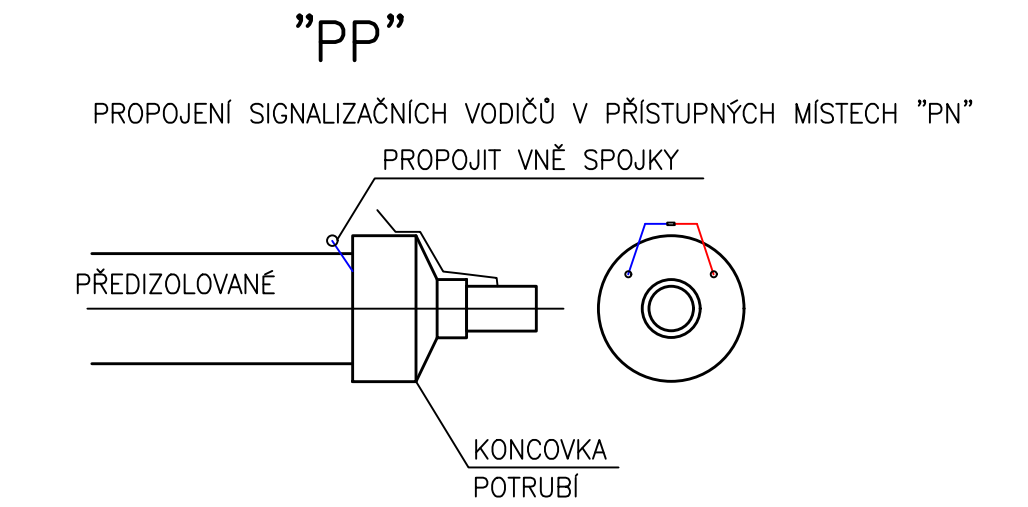 ”PP”
PROPOJENÍ SIGNALIZAČNÍCH VODIČŮ V PŘÍSTUPNÝCH MÍSTECH ”PN”
PROPOJIT VNĚ SPOJKY
PŘEDIZOLOVANÉ
KONCOVKA
POTRUBÍ